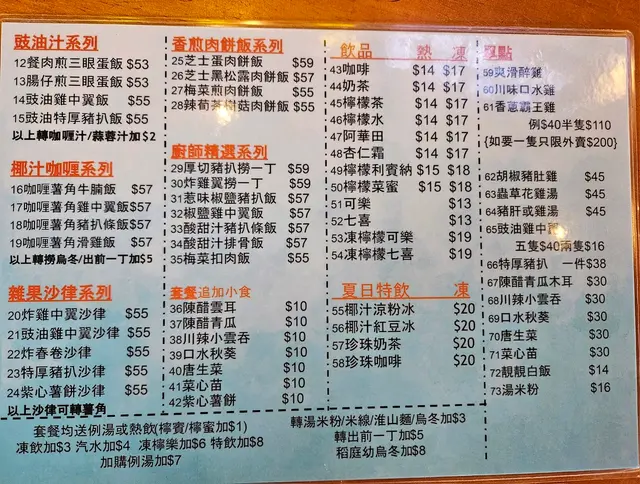 豉油汁系列
12餐肉煎三眼蛋飯 $53
13腸仔煎三眼蛋飯 $53
14豉油雞中翼飯 $55
15豉油特厚豬扒飯 $55
以上轉咖喱汁/蒜蓉汁加$2
椰汁咖喱系列
16咖喱薯角牛腩飯 $57
17咖喱薯角雞中翼飯$57
18咖喱薯角豬扒條飯$57
19咖喱薯角滑雞飯 $57
以上轉撈烏冬/出前一丁加$5
雜果沙律系列
20炸雞中翼沙律 $55
21豉油雞中翼沙律 $55
22炸春卷沙律 $55
23特厚豬扒沙律 $55
24紫心薯餅沙律 $55
以上沙律可轉薯角
香煎肉餅飯系列
25芝士蛋肉餅飯 $59
26芝士黑松露肉餅飯 $57
27梅菜煎肉餅飯 $55
28辣萄茶樹菇肉餅飯 $55
廚師精選系列
29厚切豬扒撈一丁 $59
30炸雞翼撈一丁 $59
31惹味椒鹽豬扒飯 $57
32椒鹽雞中翼飯 $57
33酸甜汁豬扒條飯 $57
34酸甜汁排骨飯 $57
35梅菜扣肉飯 $55
套餐追加小食
36陳醋雲耳 $10
37陳醋青瓜 $10
38川辣小雲吞 $10
39口水秋葵 $10
40唐生菜 $10
41菜心苗 $10
42紫心薯餅 $10
飲品 熱 凍
43咖啡 $14 $17
44奶茶 $14 $17
45檸檬茶 $14 $17
46檸檬水 $14 $17
47阿華田 $14 $17
48杏仁霜 $14 $17
49檸檬利賓納 $15 $18
50檸檬菜蜜 $15 $18
51可樂 $13
52七喜 $13
53凍檸檬可樂 $19
54凍檸檬七喜 $19
夏日特飲 凍
55椰汁涼粉冰 $20
56椰汁紅豆冰 $20
57珍珠奶茶 $20
58珍珠咖啡 $20
單點
59爽滑醉雞
60川味口水雞
61香蔥霸王雞
例$40半隻$110
{如要一隻只限外賣$200}
62胡椒豬肚雞 $45
63蟲草花雞湯 $45
64豬肝或雞湯 $45
65豉油雞中翼
五隻$40兩隻$16
66特厚豬扒 一件$38
67陳醋青瓜木耳 $30
68川辣小雲吞 $30
69口水秋葵 $30
70唐生菜 $30
71菜心苗 $30
72靚靚白飯 $14
73湯米粉 $16
套餐均送例湯或熱飲(檸賓/檸蜜加$1)
凍飲加$3 汽水加$4 凍檸樂加$6 特飲加$8
加購例湯加$7
轉湯米粉/米線/淮山麵/烏冬加$3
轉出前一丁加$5
稻庭幼烏冬加$8